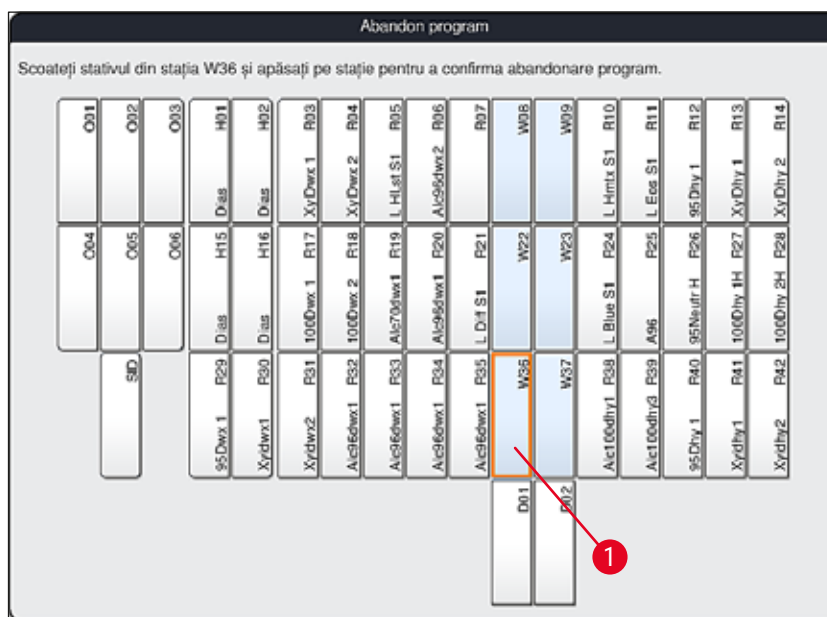 Abandon program
Scoateți stativul din stația W36 și apăsați pe stație pentru a confirma abandonare program.
O01
O02
O03
Dias H01
Dias H02
XyDwx 1 R03
XyDwx 2 R04
L HLst S1 R05
Alc96dwx2 R06
R07
W08
W09
L Hmtx S1 R10
L Eos S1 R11
95Dhy 1 R12
XyDhy 1 R13
XyDhy 2 R14
O04
O05
O06
Dias H15
Dias H16
100Dwx 1 R17
100Dwx 2 R18
Alc70dwx1 R19
Alc96dwx1 R20
L Diff S1 R21
W22
W23
L Blue S1 R24
A96 R25
95Neutr H R26
100Dhy 1H R27
100Dhy 2H R28
SID
95Dwx 1 R29
Xyldwx1 R30
Xyldwx2 R31
Alc96dwx1 R32
Alc96dwx1 R33
Alc96dwx1 R34
Alc96dwx1 R35
W36
W37
Alc100dhy1 R38
Alc100dhy3 R39
95Dhy 1 R40
Xyldhy1 R41
Xyldhy2 R42
D01
D02
1